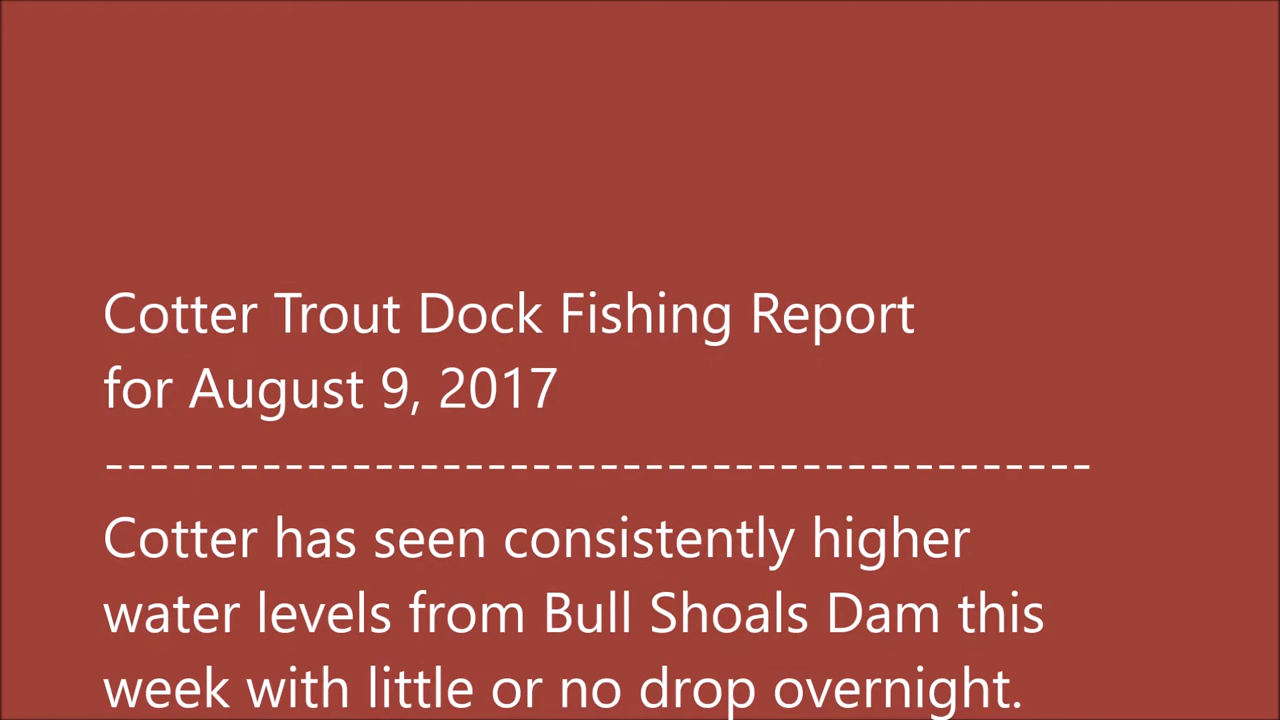 Cotter Trout Dock Fishing Report
for August 9, 2017
--------------------------------------------
Cotter has seen consistently higher
water levels from Bull Shoals Dam this
week with little or no drop overnight.